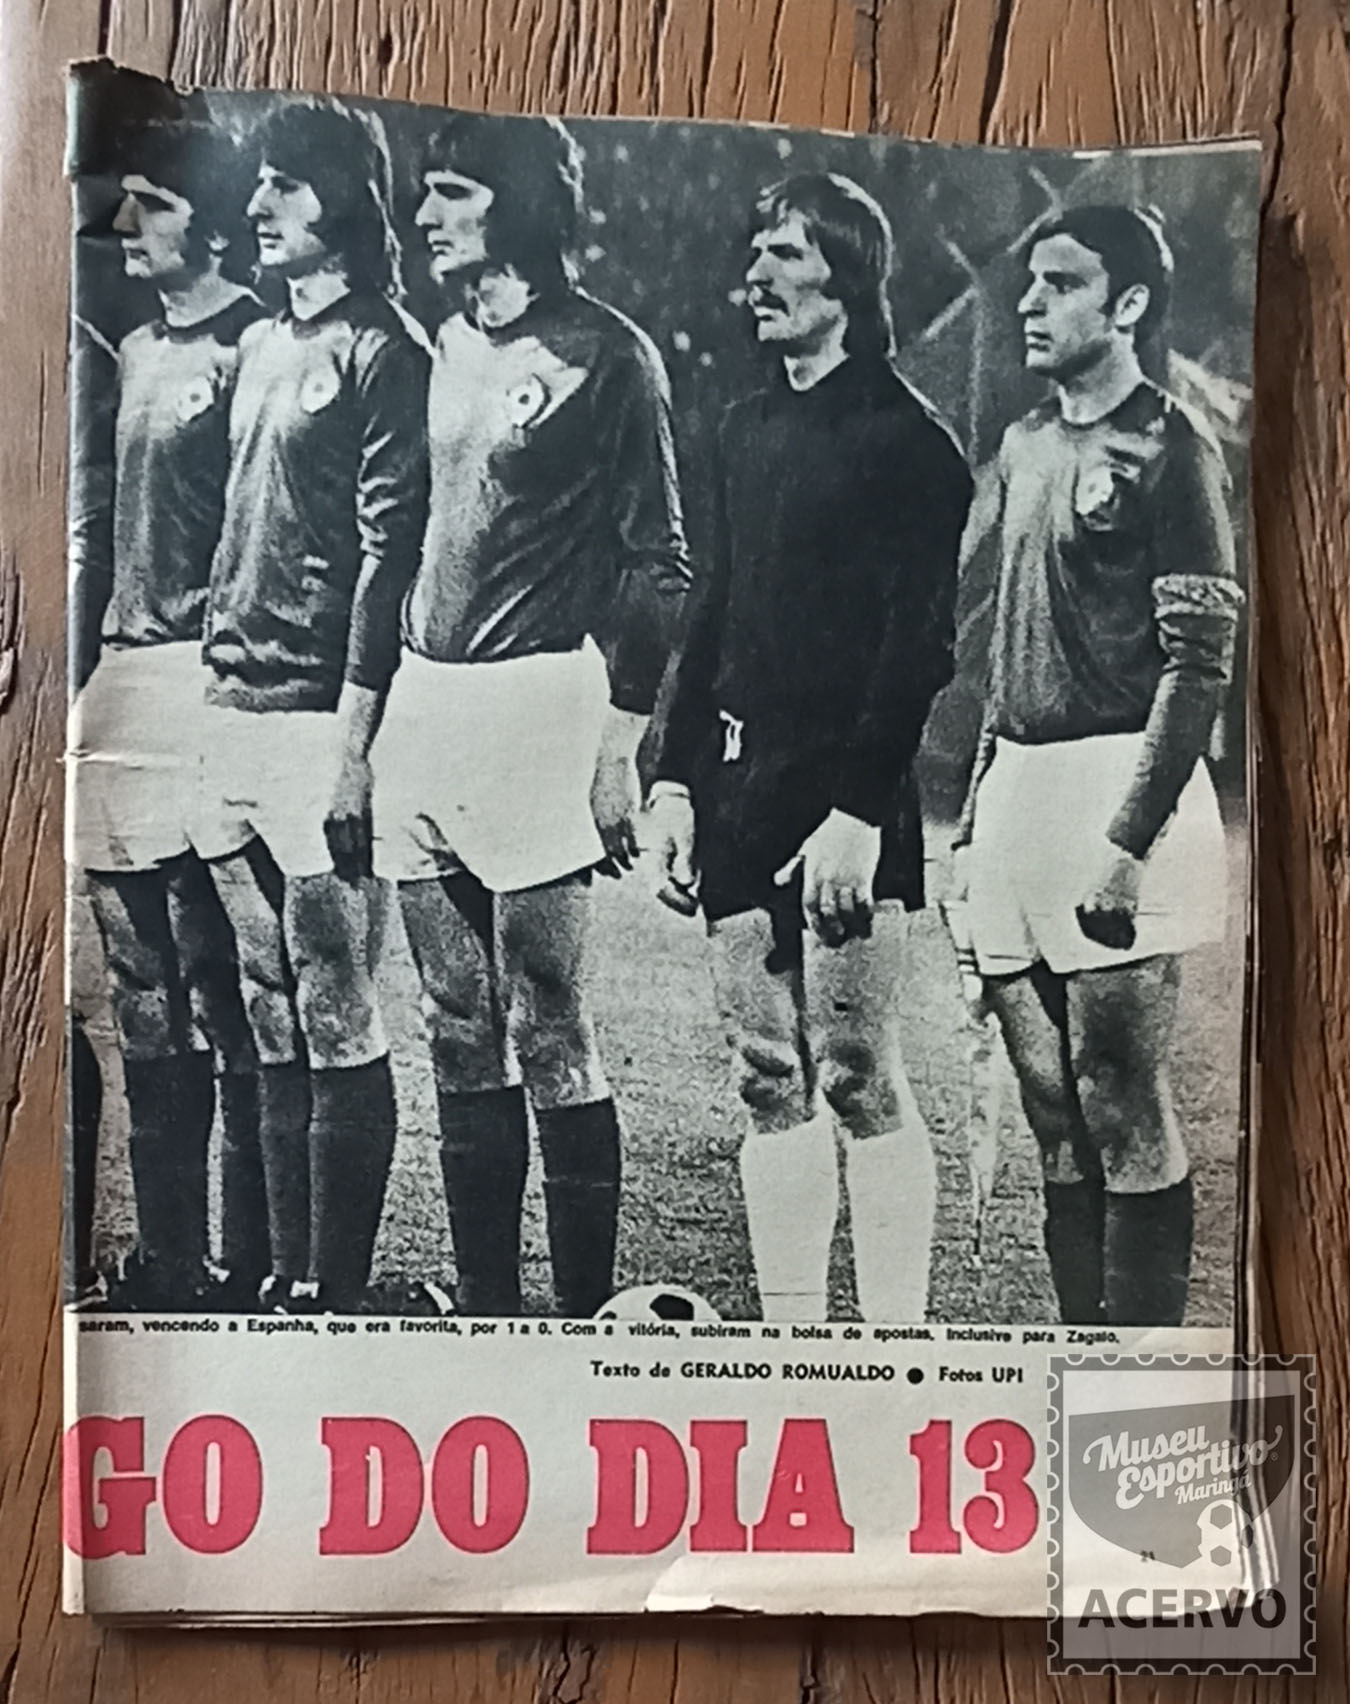 saram, vencendo a Espanha, que era favorita, por 1 a 0. Com a vitória, subiram na bolsa de apostas. Inclusive para Zagalo.
Texto de GERALDO ROMUALDO ● Fotos UPI
GO DO DIA 13
Museu
Esportivo
Maringá
21
ACERVO